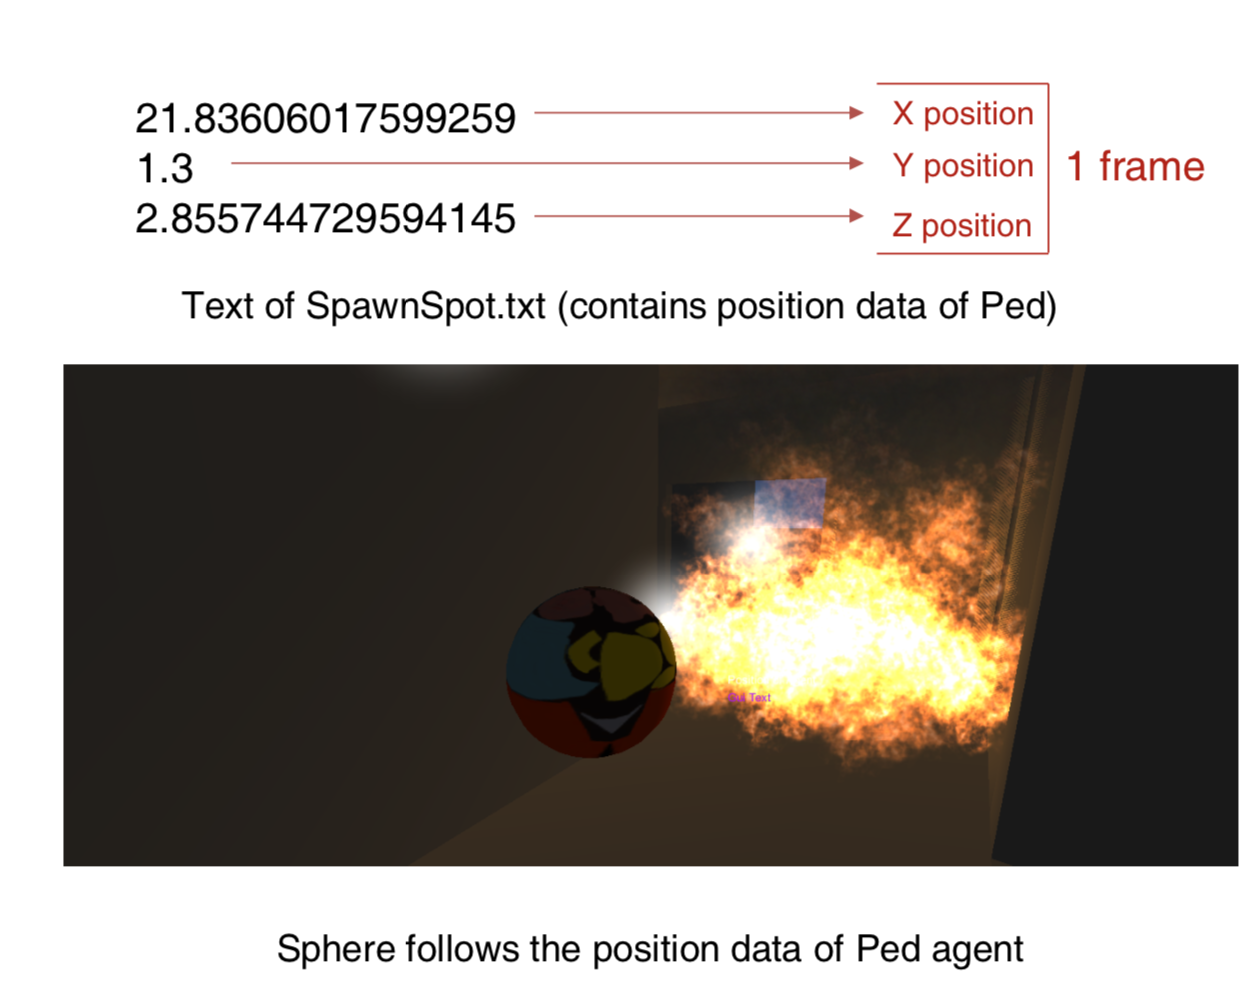 21.83606017599259
X position
1.3
Y position
1 frame
2.855744729594145
Z position
Text of SpawnSpot.txt (contains position data of Ped)
Gui Text
Sphere follows the position data of Ped agent